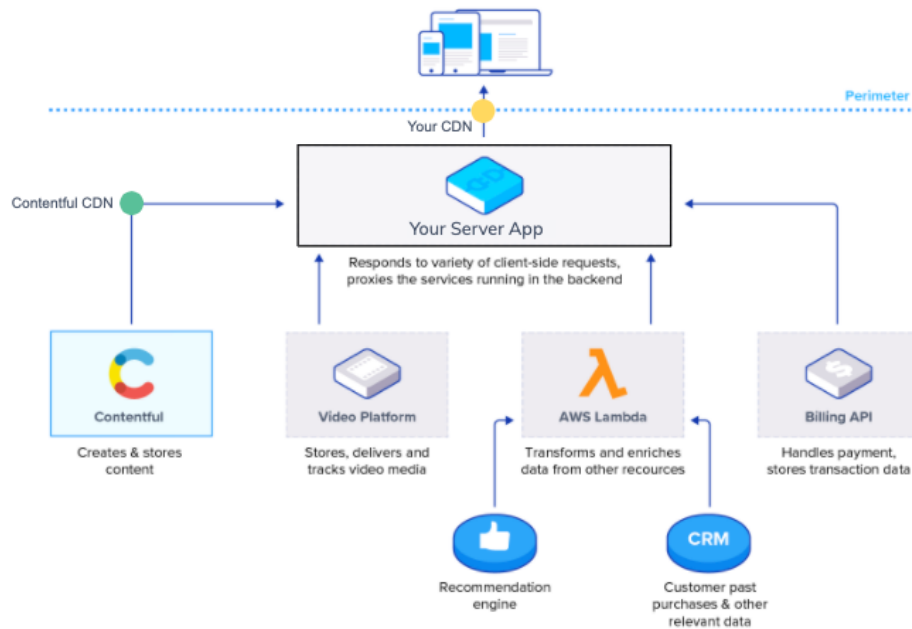 Perimeter
Your CDN
Contentful CDN
Your Server App
Responds to variety of client-side requests,
proxies the services running in the backend
Contentful
Video Platform
AWS Lambda
Billing API
Creates & stores
content
Stores, delivers and
tracks video media
Transforms and enriches
data from other recources
Handles payment,
stores transaction data
CRM
Recommendation
engine
Customer past
purchases & other
relevant data